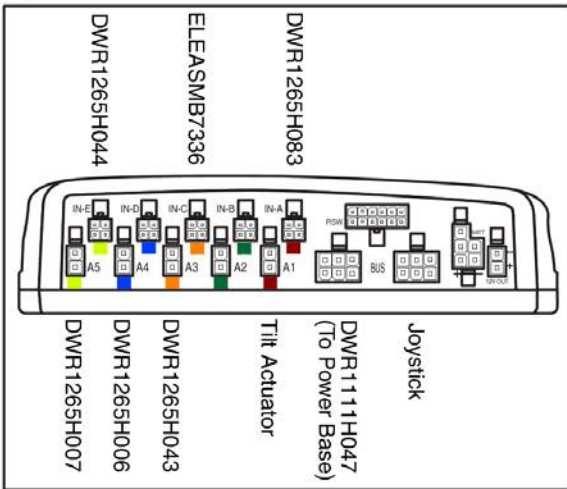 DWR1265H044
ELEASMB7336
DWR1265H083
IN-E
IN-D
IN-C
IN-B
IN-A
RSW
BATT
A5
A4
A3
A2
A1
BUS
12V OUT
+
-
+
DWR1265H007
DWR1265H006
DWR1265H043
Tilt Actuator
DWR1111H047
(To Power Base)
Joystick